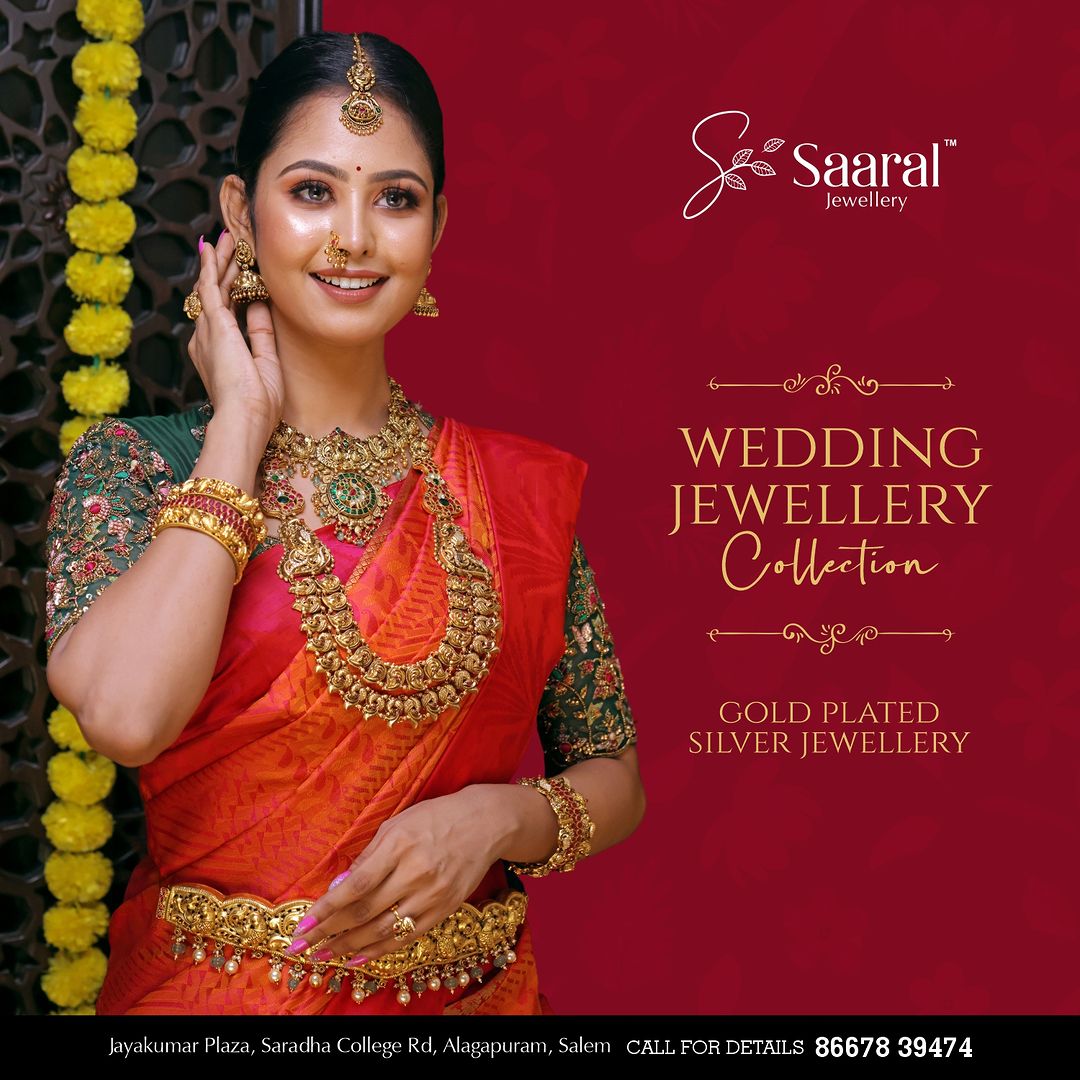 Saaral™
Jewellery
WEDDING
JEWELLERY
Collection
GOLD PLATED
SILVER JEWELLERY
Jayakumar Plaza, Saradha College Rd, Alagapuram, Salem CALL FOR DETAILS 86678 39474